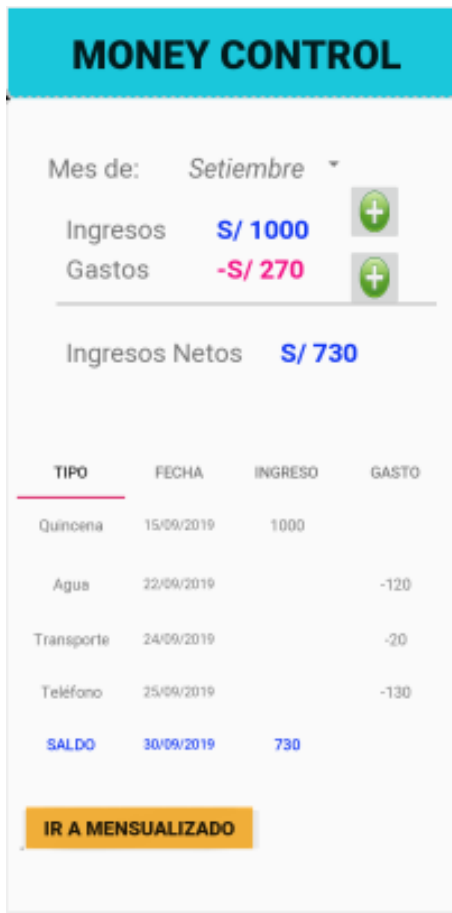 MONEY CONTROL
Mes de: Setiembre
Ingresos S/ 1000
Gastos -S/ 270
Ingresos Netos S/ 730
TIPO FECHA INGRESO GASTO
Quincena 15/09/2019 1000
Agua 22/09/2019 -120
Transporte 24/09/2019 -20
Teléfono 25/09/2019 -130
SALDO 30/09/2019 730
IR A MENSUALIZADO